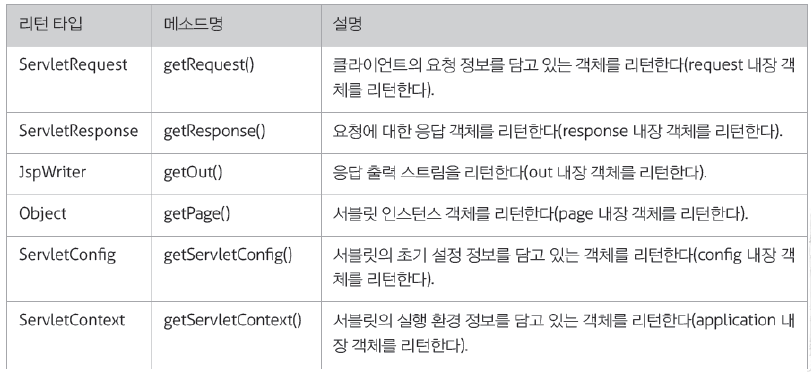 리턴 타입 메소드명 설명
ServletRequest getRequest() 클라이언트의 요청 정보를 담고 있는 객체를 리턴한다(request 내장 객
체를 리턴한다).
ServletResponse getResponse() 요청에 대한 응답 객체를 리턴한다(response 내장 객체를 리턴한다).
JspWriter getOut() 응답 출력 스트림을 리턴한다(out 내장 객체를 리턴한다).
Object getPage() 서블릿 인스턴스 객체를 리턴한다(page 내장 객체를 리턴한다).
ServletConfig getServletConfig() 서블릿의 초기 설정 정보를 담고 있는 객체를 리턴한다(config 내장 객
체를 리턴한다).
ServletContext getServletContext() 서블릿의 실행 환경 정보를 담고 있는 객체를 리턴한다(application 내
장 객체를 리턴한다).